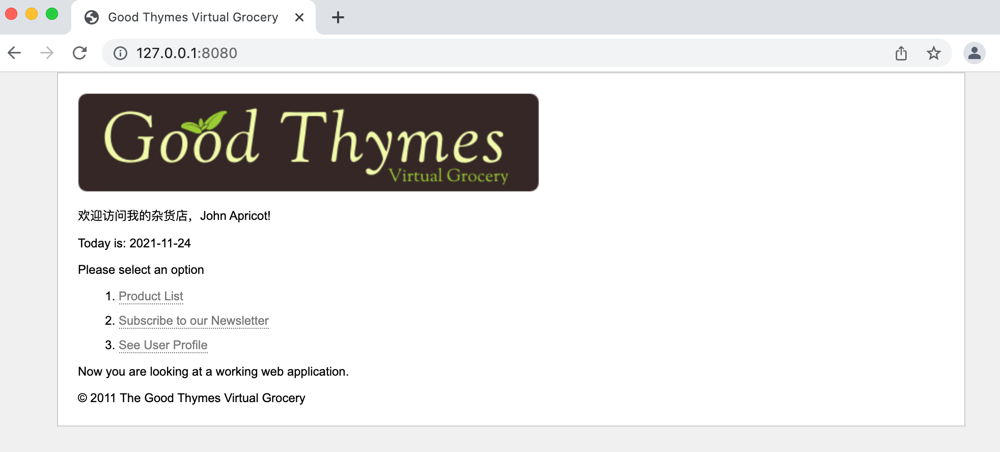 Good Thymes Virtual Grocery
127.0.0.1:8080
Good Thymes
Virtual Grocery
欢迎访问我的杂货店，John Apricot!
Today is: 2021-11-24
Please select an option
1. Product List
2. Subscribe to our Newsletter
3. See User Profile
Now you are looking at a working web application.
© 2011 The Good Thymes Virtual Grocery